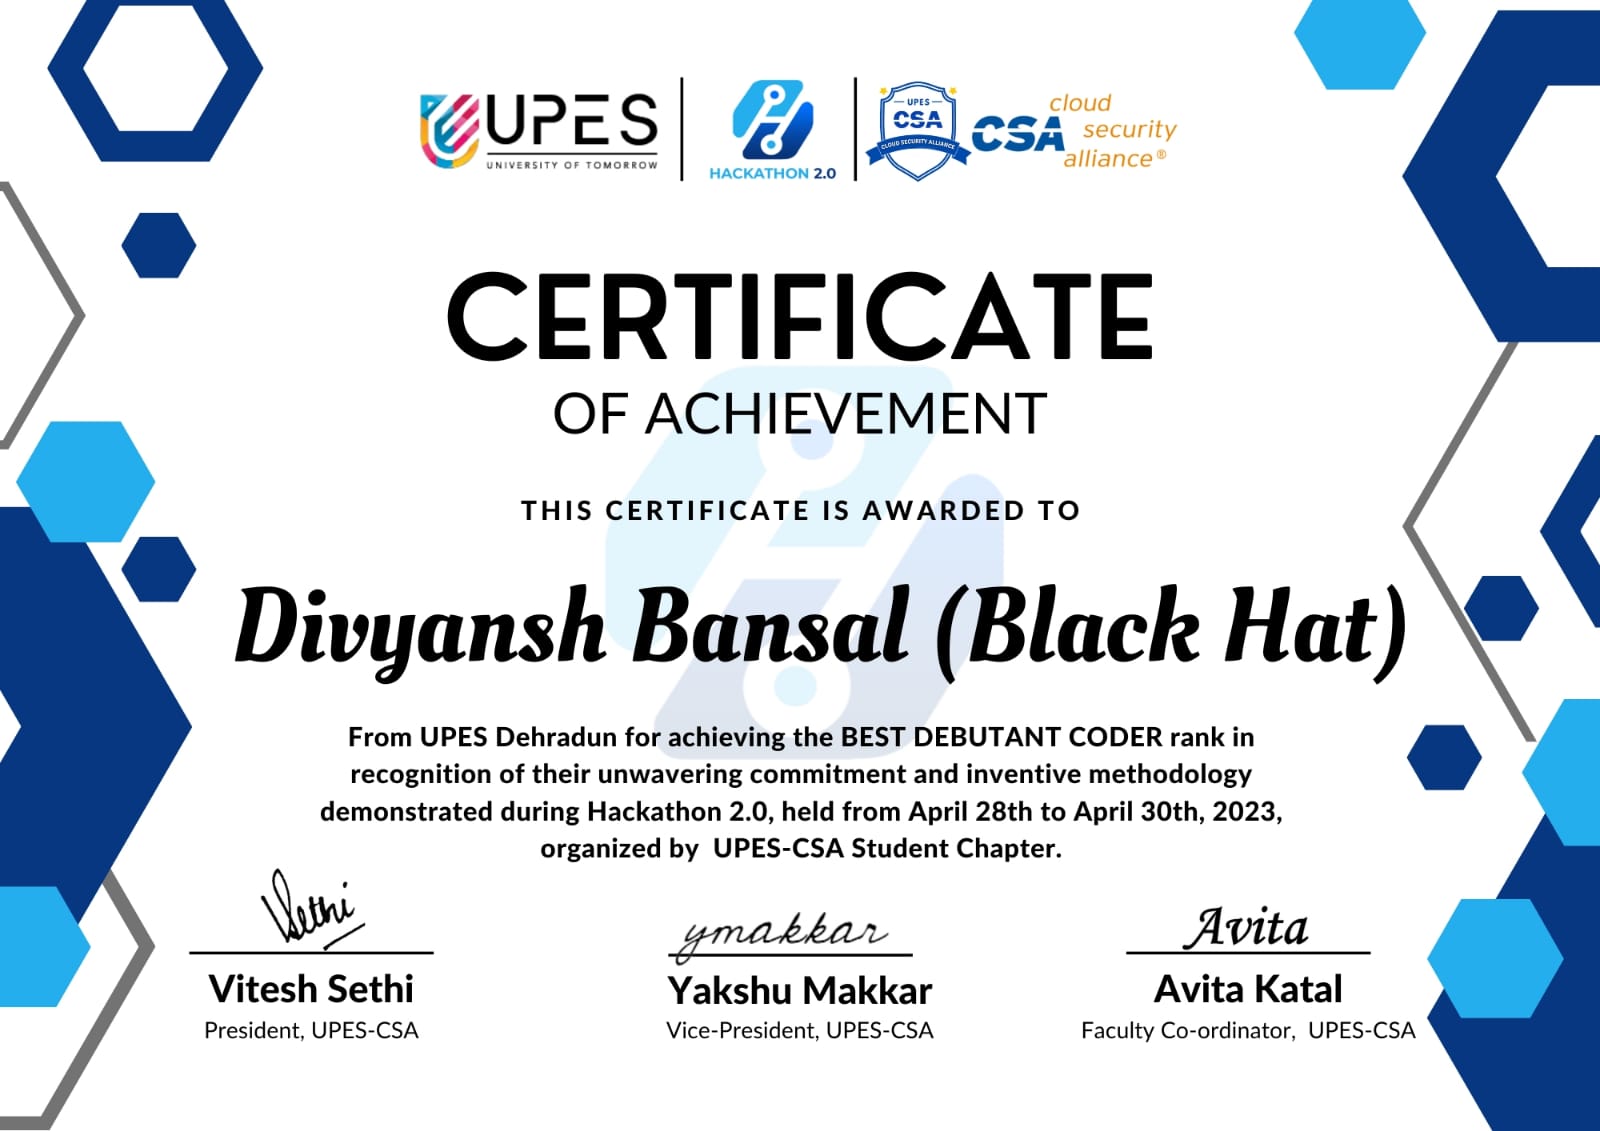 UPES
UNIVERSITY OF TOMORROW
HACKATHON 2.0
UPES
CSA
CLOUD SECURITY ALLIANCE
CSA cloud security alliance®
CERTIFICATE
OF ACHIEVEMENT
THIS CERTIFICATE IS AWARDED TO
Divyansh Bansal (Black Hat)
From UPES Dehradun for achieving the BEST DEBUTANT CODER rank in
recognition of their unwavering commitment and inventive methodology
demonstrated during Hackathon 2.0, held from April 28th to April 30th, 2023,
organized by UPES-CSA Student Chapter.
VSethi
ymakkar
Avita
Vitesh Sethi
Yakshu Makkar
Avita Katal
President, UPES-CSA
Vice-President, UPES-CSA
Faculty Co-ordinator, UPES-CSA